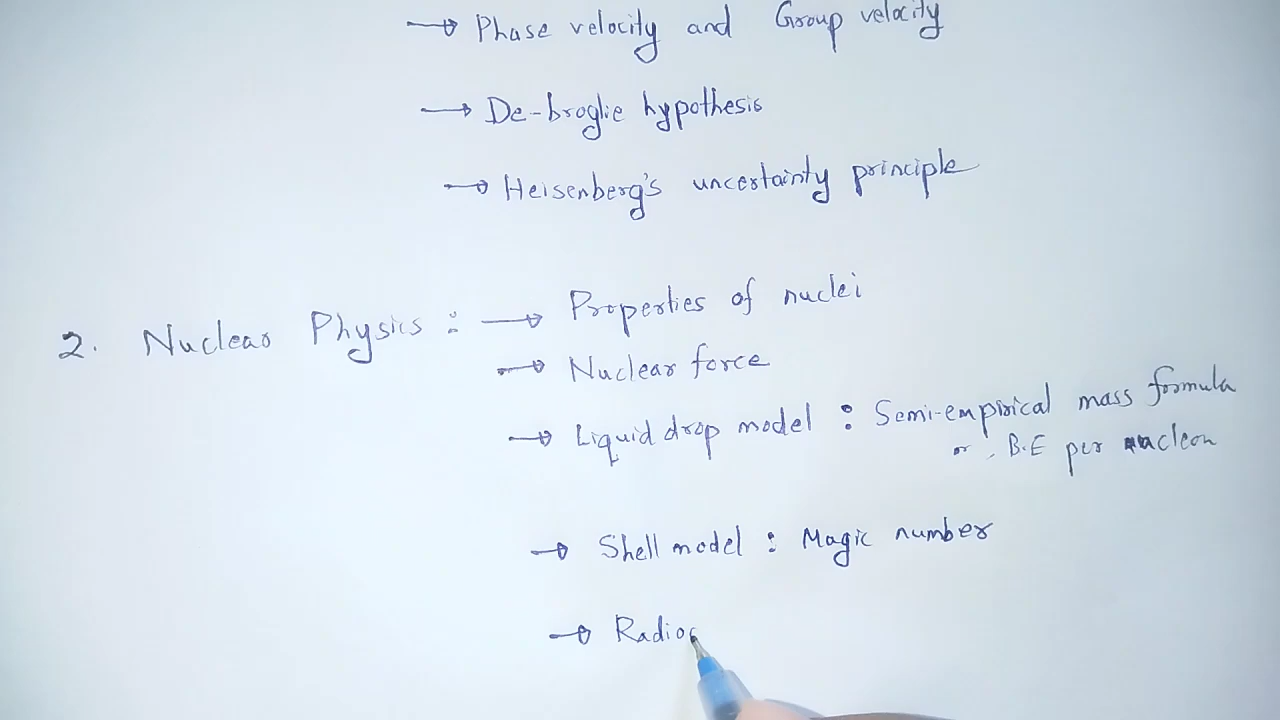 → Phase velocity and Group velocity
→ De-broglie hypothesis
→ Heisenberg's uncertainty principle
2. Nuclear Physics : → Properties of nuclei
→ Nuclear force
→ Liquid drop model : Semi-empirical mass formula
or B.E per nucleon
→ Shell model : Magic number
→ Radio